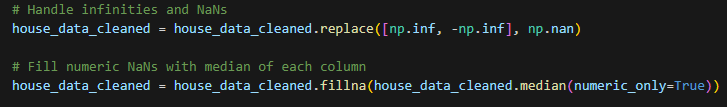 # Handle infinities and NaNs
house_data_cleaned = house_data_cleaned.replace([np.inf, -np.inf], np.nan)
# Fill numeric NaNs with median of each column
house_data_cleaned = house_data_cleaned.fillna(house_data_cleaned.median(numeric_only=True))